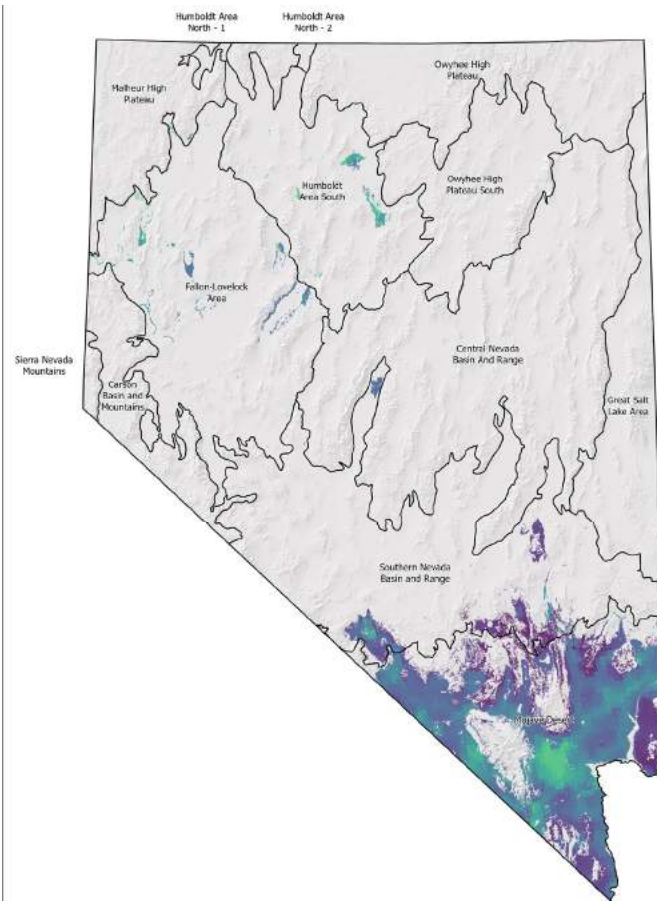 Humboldt Area
North - 1
Humboldt Area
North - 2
Malheur High
Plateau
Owyhee High
Plateau
Humboldt
Area South
Owyhee High
Plateau South
Fallon-Lovelock
Area
Sierra Nevada
Mountains
Carson
Basin and
Mountains
Central Nevada
Basin And Range
Great Salt
Lake Area
Southern Nevada
Basin and Range
Mojave Desert